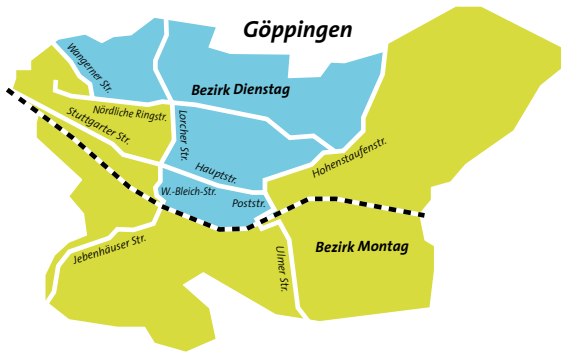 Göppingen
Wangerner Str.
Bezirk Dienstag
Nördliche Ringstr.
Stuttgarter Str.
Lorcher Str.
Hauptstr.
Hohenstaufenstr.
W.-Bleich-Str.
Poststr.
Jebenhäuser Str.
Ulmer Str.
Bezirk Montag